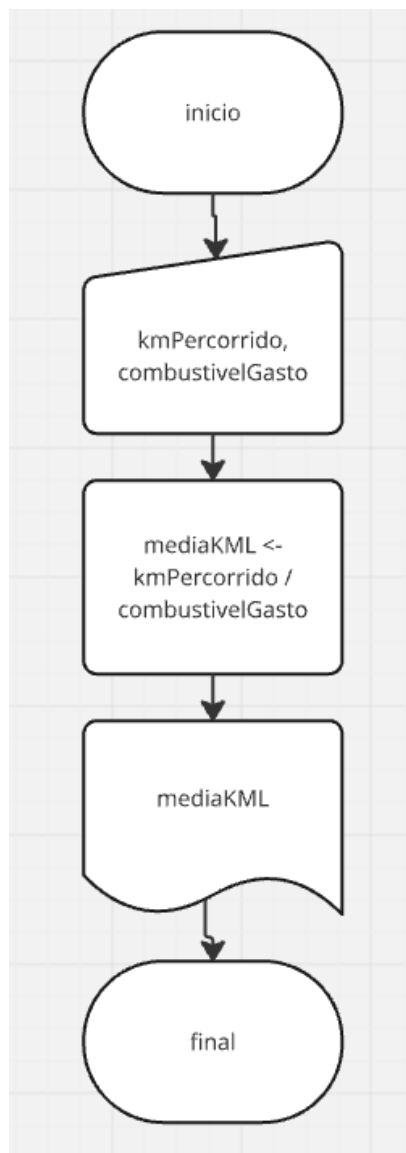 inicio
kmPercorrido,
combustivelGasto
mediaKML <-
kmPercorrido /
combustivelGasto
mediaKML
final